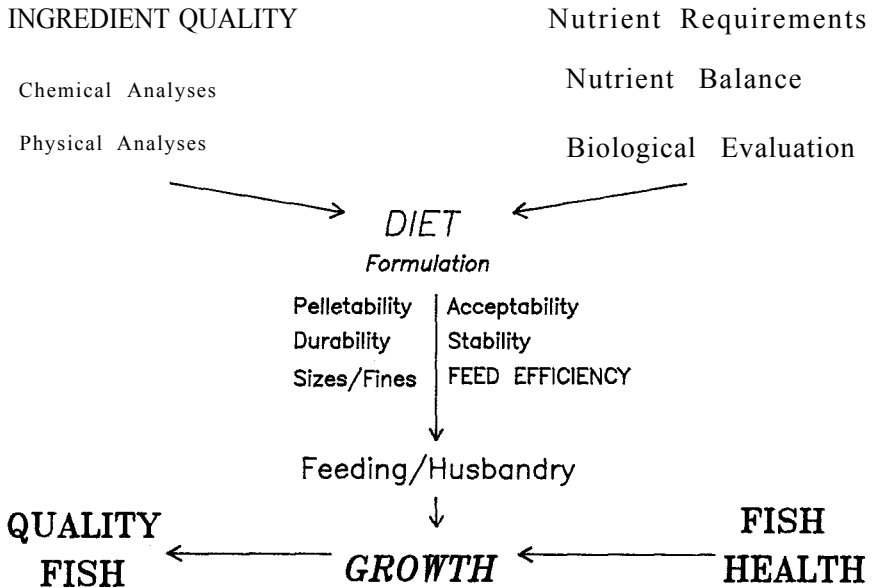 INGREDIENT QUALITY
Chemical Analyses
Physical Analyses
Nutrient Requirements
Nutrient Balance
Biological Evaluation
DIET
Formulation
Pelletability
Durability
Sizes/Fines
Acceptability
Stability
FEED EFFICIENCY
Feeding/Husbandry
QUALITY
FISH
GROWTH
FISH
HEALTH